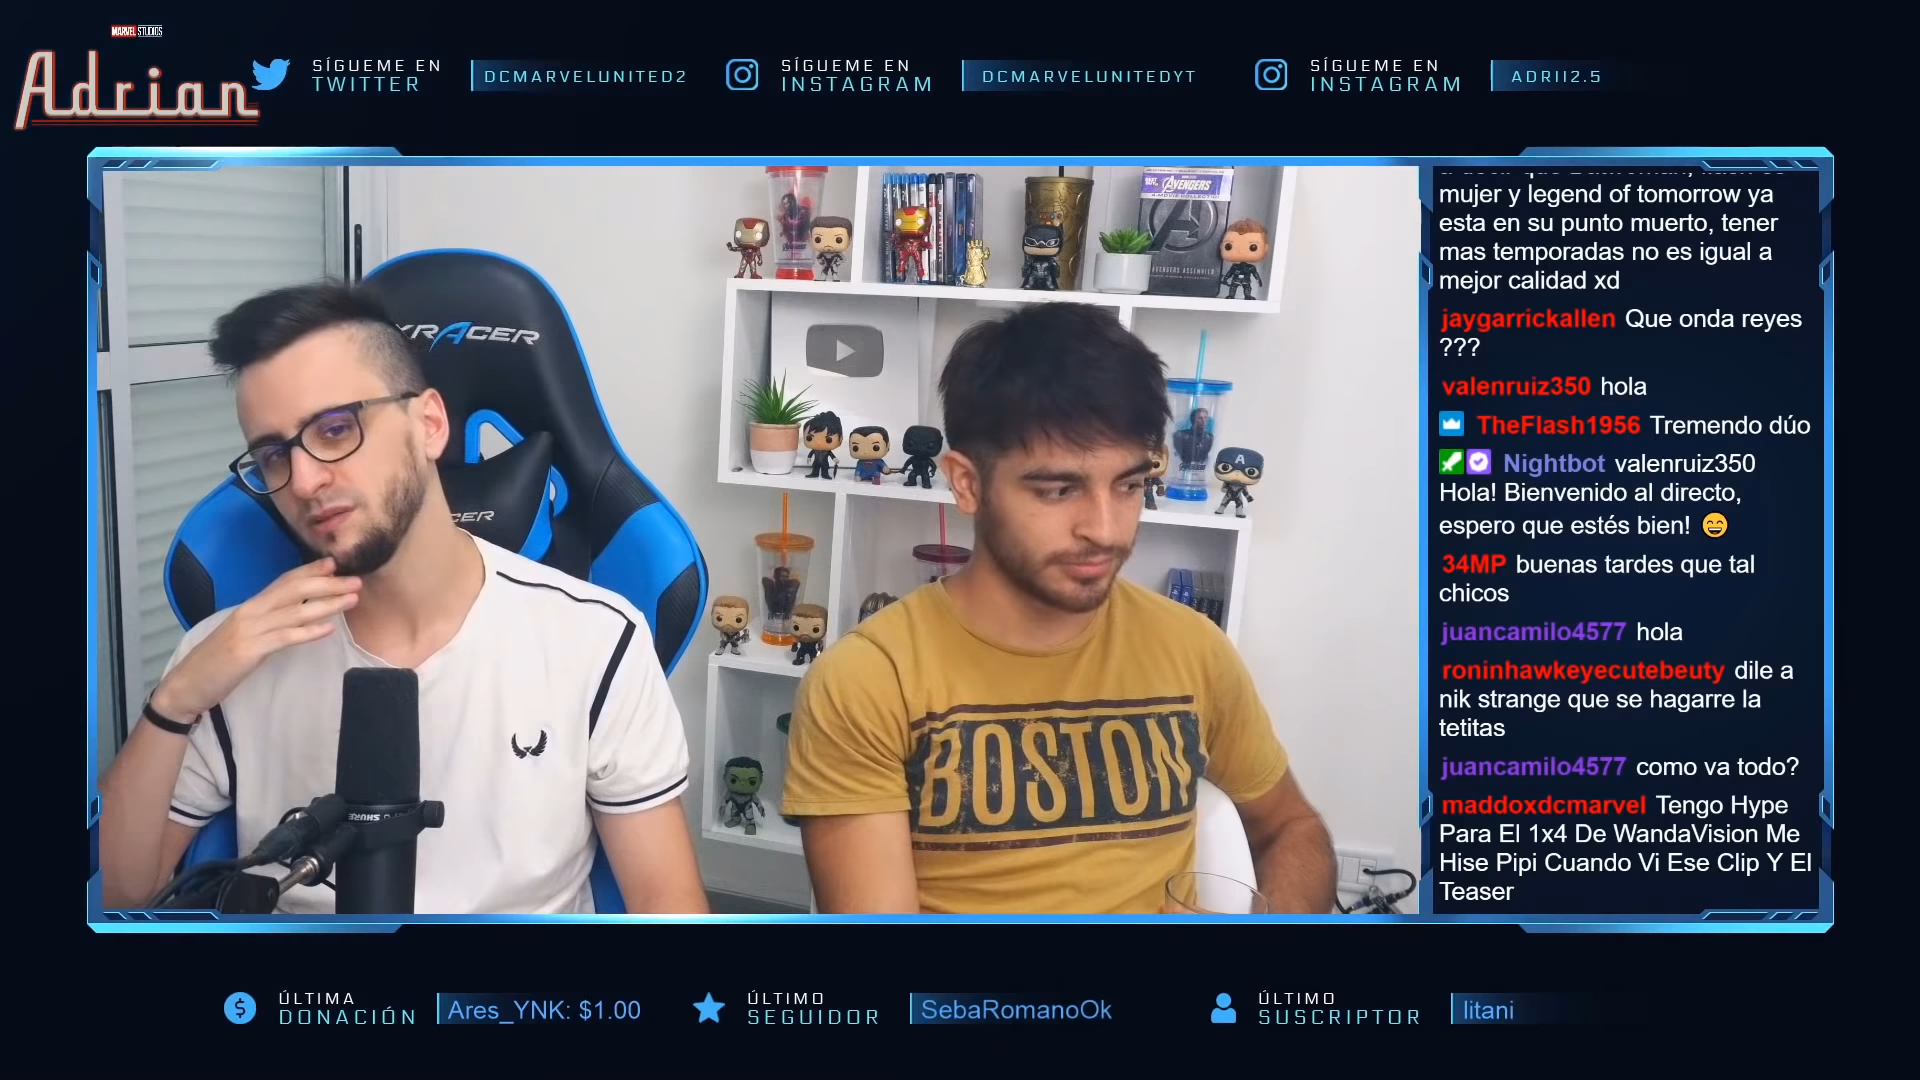 MARVEL STUDIOS
Adrian
SÍGUEME EN
TWITTER
DCMARVELUNITED2
SÍGUEME EN
INSTAGRAM
DCMARVELUNITEDYT
SÍGUEME EN
INSTAGRAM
ADRII2.5
AVENGERS
AVENGERS ASSEMBLED
XRACER
CER
A
BOSTON
SHURE
mujer y legend of tomorrow ya
esta en su punto muerto, tener
mas temporadas no es igual a
mejor calidad xd
jaygarrickallen Que onda reyes
???
valenruiz350 hola
TheFlash1956 Tremendo dúo
Nightbot valenruiz350
Hola! Bienvenido al directo,
espero que estés bien! 😄
34MP buenas tardes que tal
chicos
juancamilo4577 hola
roninhawkeyecutebeuty dile a
nik strange que se hagarre la
tetitas
juancamilo4577 como va todo?
maddoxdcmarvel Tengo Hype
Para El 1x4 De WandaVision Me
Hise Pipi Cuando Vi Ese Clip Y El
Teaser
ÚLTIMA
DONACIÓN
Ares_YNK: $1.00
ÚLTIMO
SEGUIDOR
SebaRomanoOk
ÚLTIMO
SUSCRIPTOR
litani